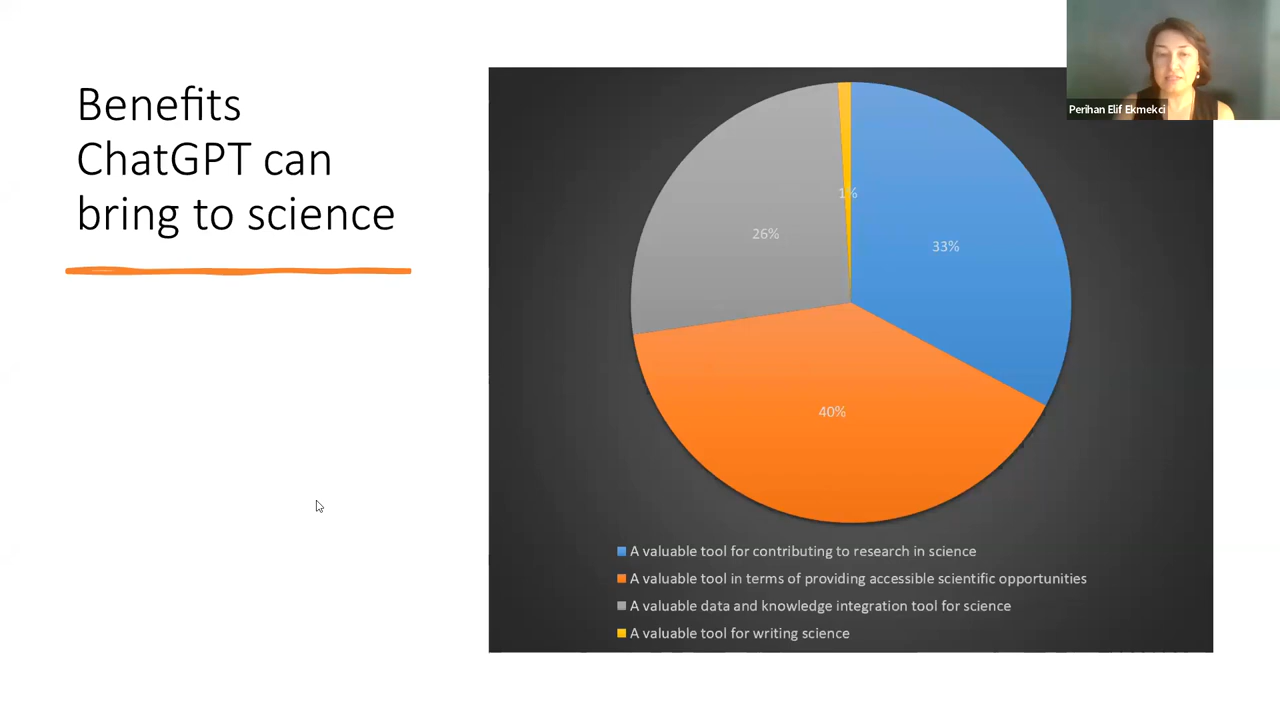 Benefits
ChatGPT can
bring to science
Perihan Elif Ekmekci
1%
26%
33%
40%
A valuable tool for contributing to research in science
A valuable tool in terms of providing accessible scientific opportunities
A valuable data and knowledge integration tool for science
A valuable tool for writing science